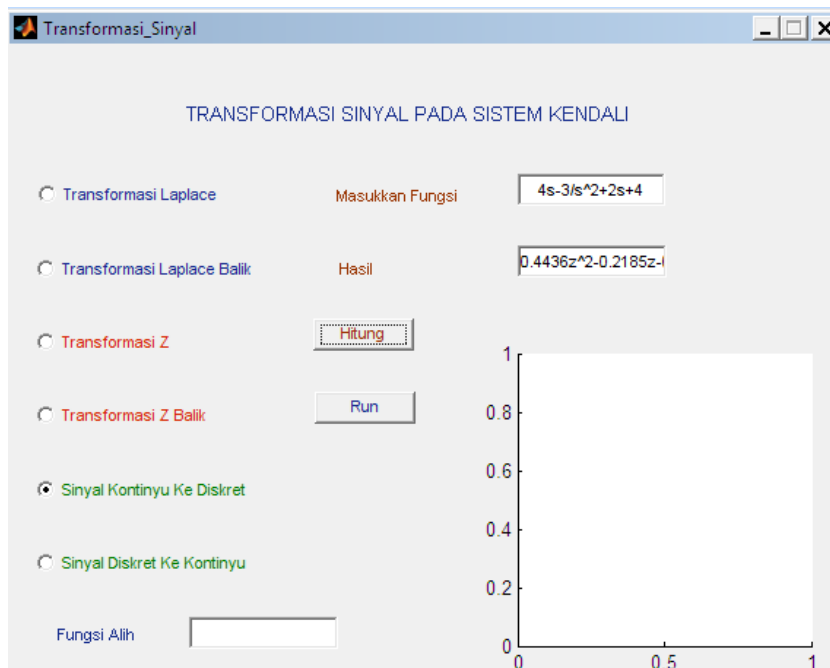 Transformasi_Sinyal
TRANSFORMASI SINYAL PADA SISTEM KENDALI
Transformasi Laplace
Masukkan Fungsi
4s-3/s^2+2s+4
Transformasi Laplace Balik
Hasil
0.4436z^2-0.2185z-
Transformasi Z
Hitung
Transformasi Z Balik
Run
Sinyal Kontinyu Ke Diskret
Sinyal Diskret Ke Kontinyu
Fungsi Alih
1
0.8
0.6
0.4
0.2
0
0
0.5
1